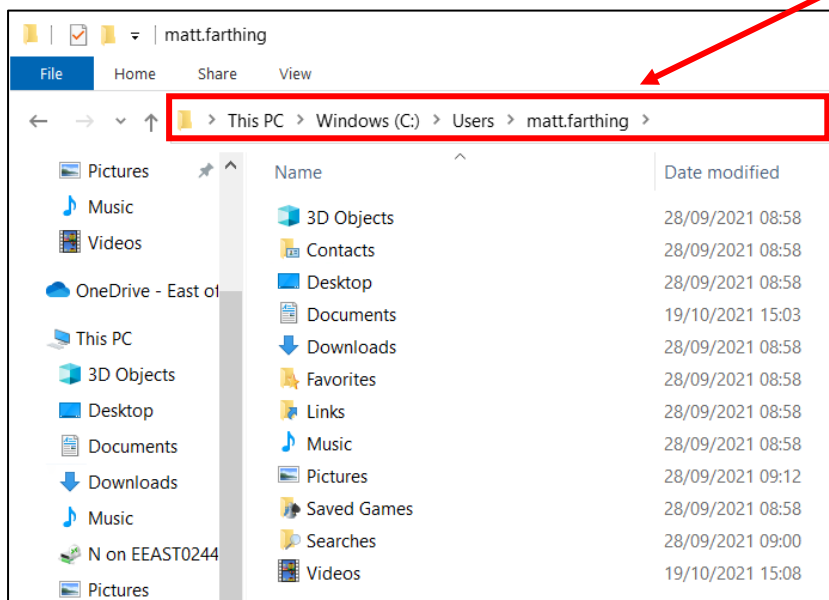 matt.farthing
File Home Share View
This PC > Windows (C:) > Users > matt.farthing >
Pictures
Music
Videos
OneDrive - East of
This PC
3D Objects
Desktop
Documents
Downloads
Music
N on EEAST0244
Pictures
Name Date modified
3D Objects 28/09/2021 08:58
Contacts 28/09/2021 08:58
Desktop 28/09/2021 08:58
Documents 19/10/2021 15:03
Downloads 28/09/2021 08:58
Favorites 28/09/2021 08:58
Links 28/09/2021 08:58
Music 28/09/2021 08:58
Pictures 28/09/2021 09:12
Saved Games 28/09/2021 08:58
Searches 28/09/2021 09:00
Videos 19/10/2021 15:08